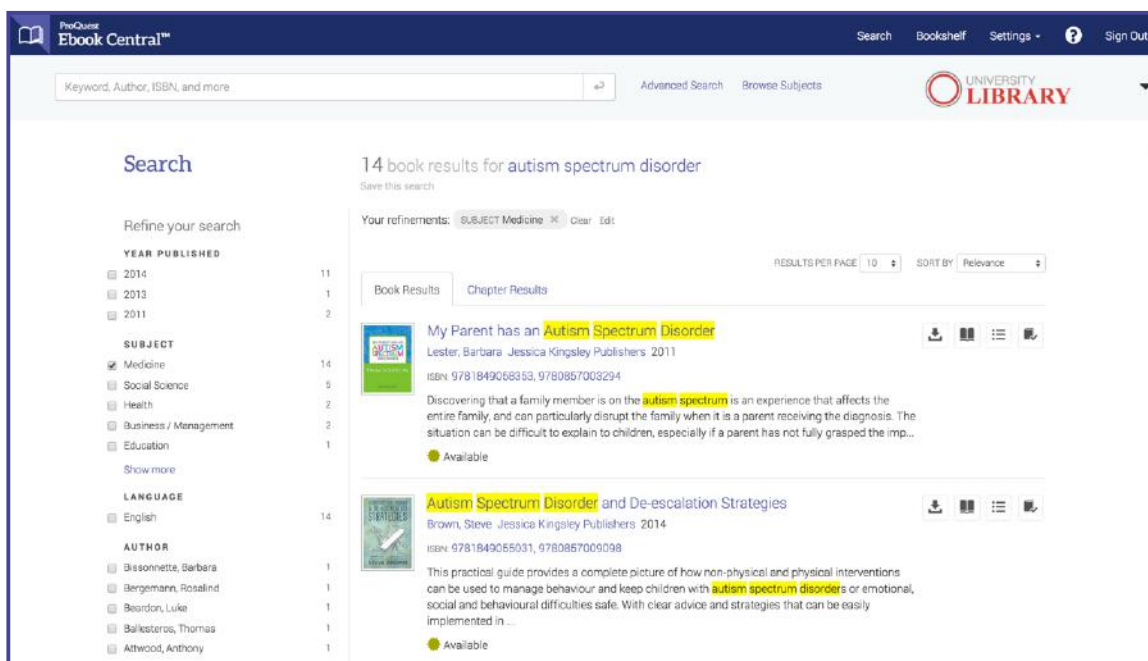 ProQuest
Ebook Central™
Search Bookshelf Settings ? Sign Out
Keyword, Author, ISBN, and more
Advanced Search Browse Subjects
UNIVERSITY
LIBRARY
Search
Refine your search
YEAR PUBLISHED
2014 11
2013 1
2011 2
SUBJECT
Medicine 14
Social Science 5
Health 2
Business / Management 2
Education 1
Show more
LANGUAGE
English 14
AUTHOR
Bissonnette, Barbara 1
Bergemann, Rosalind 1
Beardon, Luke 1
Ballesteros, Thomas 1
Attwood, Anthony 1
14 book results for autism spectrum disorder
Save this search
Your refinements: SUBJECT Medicine × Clear Edit
RESULTS PER PAGE 10 SORT BY Relevance
Book Results Chapter Results
My Parent has an Autism Spectrum Disorder
Lester, Barbara Jessica Kingsley Publishers 2011
ISBN: 9781849058353, 9780857003294
Discovering that a family member is on the autism spectrum is an experience that affects the
entire family, and can particularly disrupt the family when it is a parent receiving the diagnosis. The
situation can be difficult to explain to children, especially if a parent has not fully grasped the imp...
Available
Autism Spectrum Disorder and De-escalation Strategies
Brown, Steve Jessica Kingsley Publishers 2014
ISBN: 9781849055031, 9780857009098
This practical guide provides a complete picture of how non-physical and physical interventions
can be used to manage behaviour and keep children with autism spectrum disorders or emotional,
social and behavioural difficulties safe. With clear advice and strategies that can be easily
implemented in ...
Available
AUTISM
SPECTRUM
STRATEGIES
STEVE BROWN